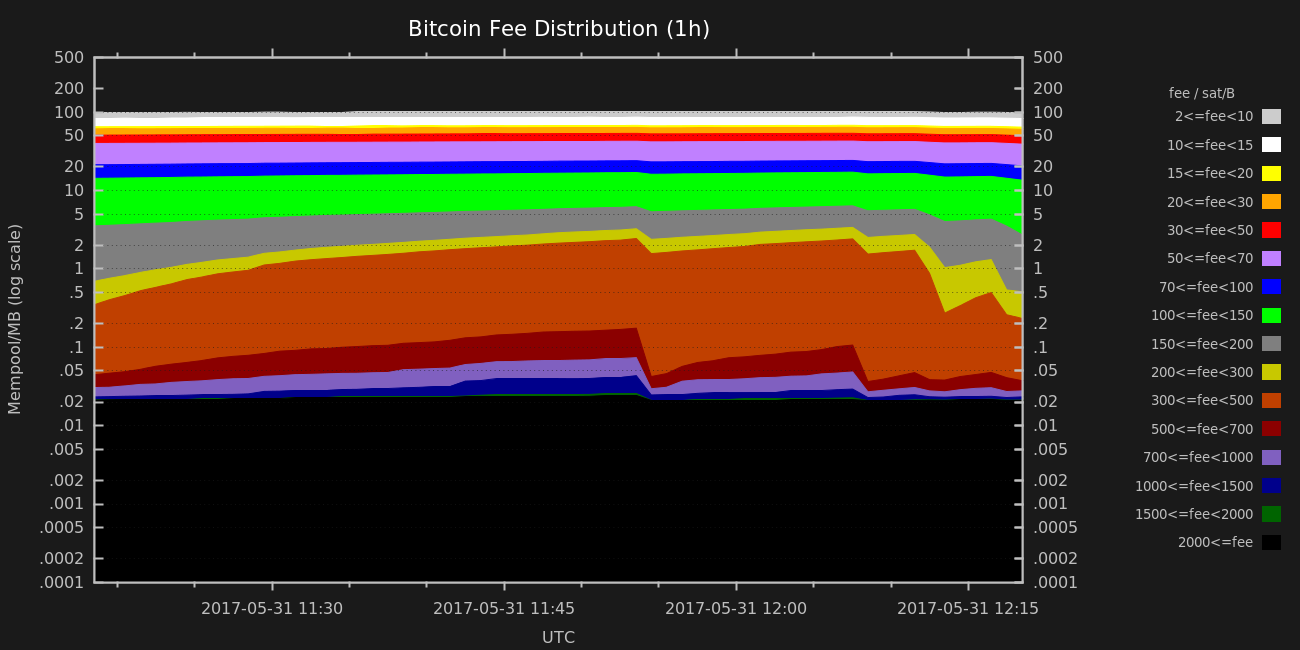 Bitcoin Fee Distribution (1h)
500
200
100
50
20
10
5
2
1
.5
.2
.1
.05
.02
.01
.005
.002
.001
.0005
.0002
.0001
Mempool/MB (log scale)
500
200
100
50
20
10
5
2
1
.5
.2
.1
.05
.02
.01
.005
.002
.001
.0005
.0002
.0001
2017-05-31 11:30
2017-05-31 11:45
2017-05-31 12:00
2017-05-31 12:15
UTC
fee / sat/B
2<=fee<10
10<=fee<15
15<=fee<20
20<=fee<30
30<=fee<50
50<=fee<70
70<=fee<100
100<=fee<150
150<=fee<200
200<=fee<300
300<=fee<500
500<=fee<700
700<=fee<1000
1000<=fee<1500
1500<=fee<2000
2000<=fee